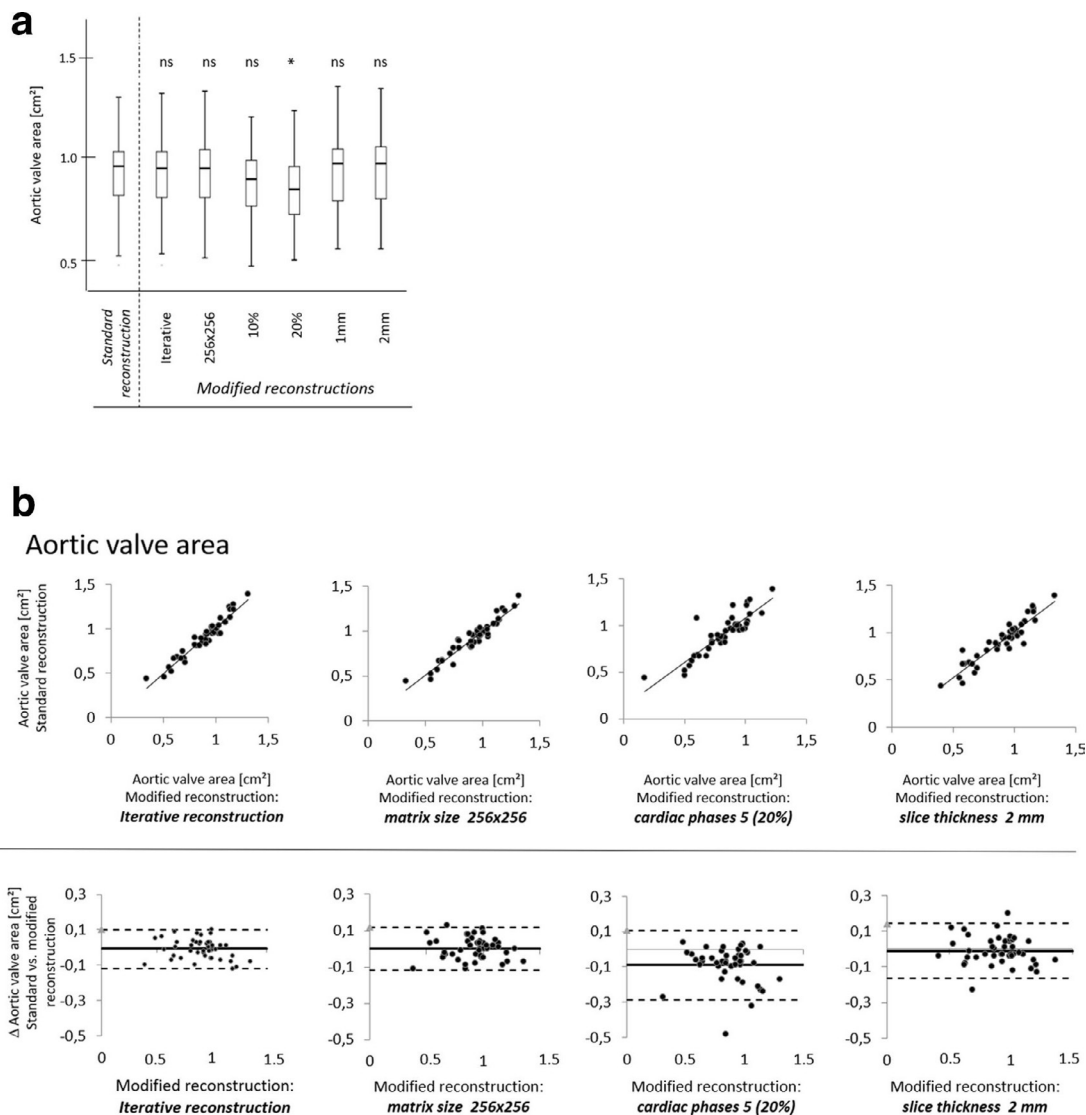 a
ns ns ns * ns ns
1.5
1.0
0.5
Aortic valve area [cm²]
Standard
reconstruction
Iterative
256x256
10%
20%
1mm
2mm
Modified reconstructions
b
Aortic valve area
Aortic valve area [cm²]
Standard reconstruction
1,5
1
0,5
0
0 0,5 1 1,5
Aortic valve area [cm²]
Modified reconstruction:
Iterative reconstruction
1,5
1
0,5
0
0 0,5 1 1,5
Aortic valve area [cm²]
Modified reconstruction:
matrix size 256x256
1,5
1
0,5
0
0 0,5 1 1,5
Aortic valve area [cm²]
Modified reconstruction:
cardiac phases 5 (20%)
1,5
1
0,5
0
0 0,5 1 1,5
Aortic valve area [cm²]
Modified reconstruction:
slice thickness 2 mm
Δ Aortic valve area [cm²]
Standard vs. modified
reconstruction
0,3
0,1
-0,1
-0,3
-0,5
0 0.5 1 1.5
Modified reconstruction:
Iterative reconstruction
0,3
0,1
-0,1
-0,3
-0,5
0 0.5 1 1.5
Modified reconstruction:
matrix size 256x256
0,3
0,1
-0,1
-0,3
-0,5
0 0.5 1 1.5
Modified reconstruction:
cardiac phases 5 (20%)
0,3
0,1
-0,1
-0,3
-0,5
0 0.5 1 1.5
Modified reconstruction:
slice thickness 2 mm